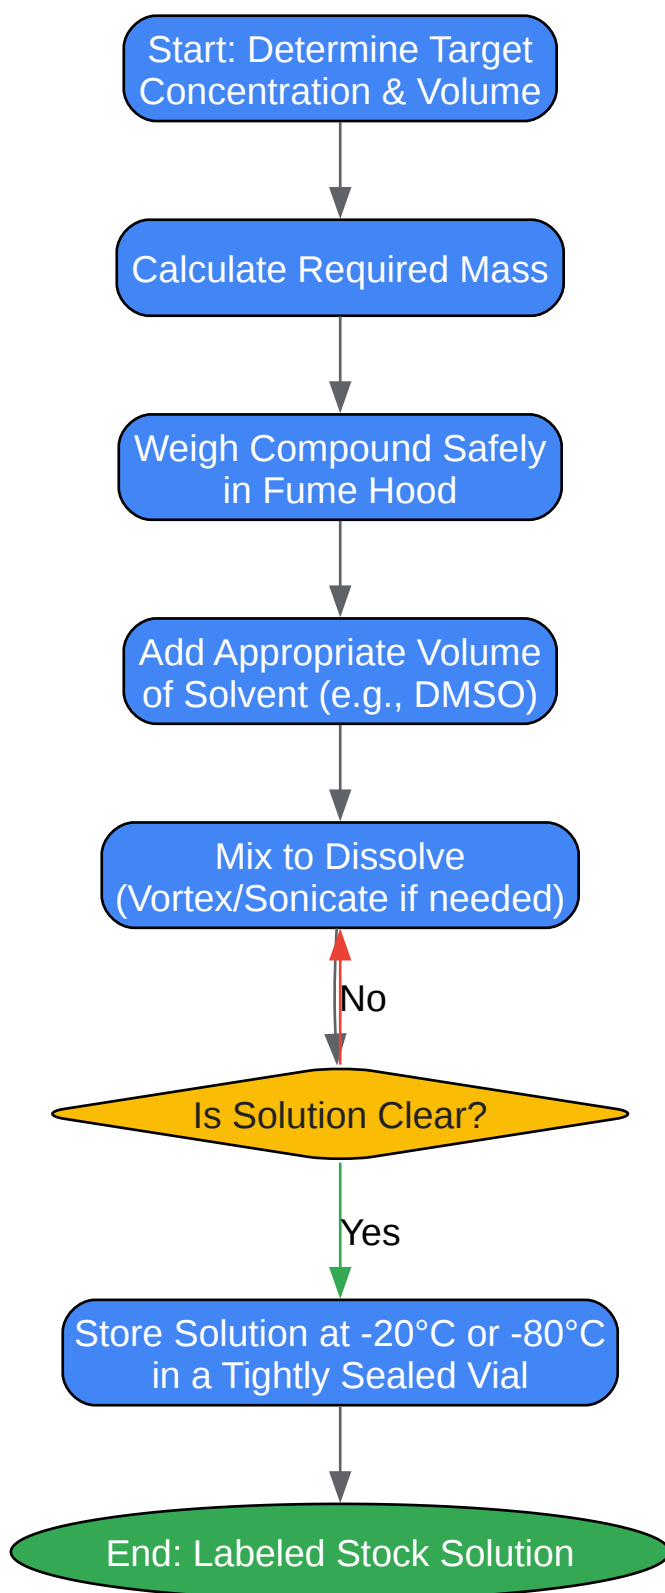 Start: Determine Target
Concentration & Volume
Calculate Required Mass
Weigh Compound Safely
in Fume Hood
Add Appropriate Volume
of Solvent (e.g., DMSO)
Mix to Dissolve
(Vortex/Sonicate if needed)
No
Is Solution Clear?
Yes
Store Solution at -20°C or -80°C
in a Tightly Sealed Vial
End: Labeled Stock Solution